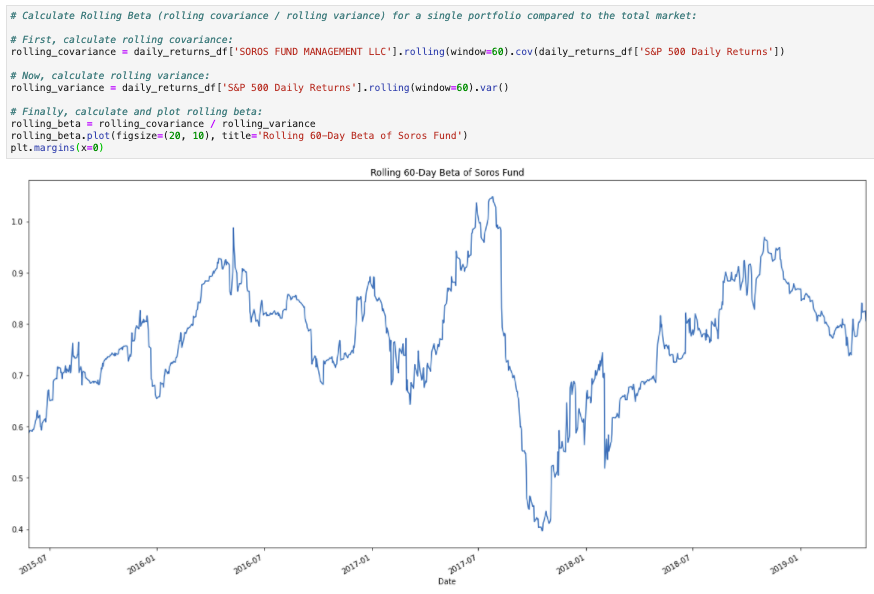 # Calculate Rolling Beta (rolling covariance / rolling variance) for a single portfolio compared to the total market:
# First, calculate rolling covariance:
rolling_covariance = daily_returns_df['SOROS FUND MANAGEMENT LLC'].rolling(window=60).cov(daily_returns_df['S&P 500 Daily Returns'])
# Now, calculate rolling variance:
rolling_variance = daily_returns_df['S&P 500 Daily Returns'].rolling(window=60).var()
# Finally, calculate and plot rolling beta:
rolling_beta = rolling_covariance / rolling_variance
rolling_beta.plot(figsize=(20, 10), title='Rolling 60-Day Beta of Soros Fund')
plt.margins(x=0)
Rolling 60-Day Beta of Soros Fund
1.0
0.9
0.8
0.7
0.6
0.5
0.4
2015-07
2016-01
2016-07
2017-01
2017-07
2018-01
2018-07
2019-01
Date